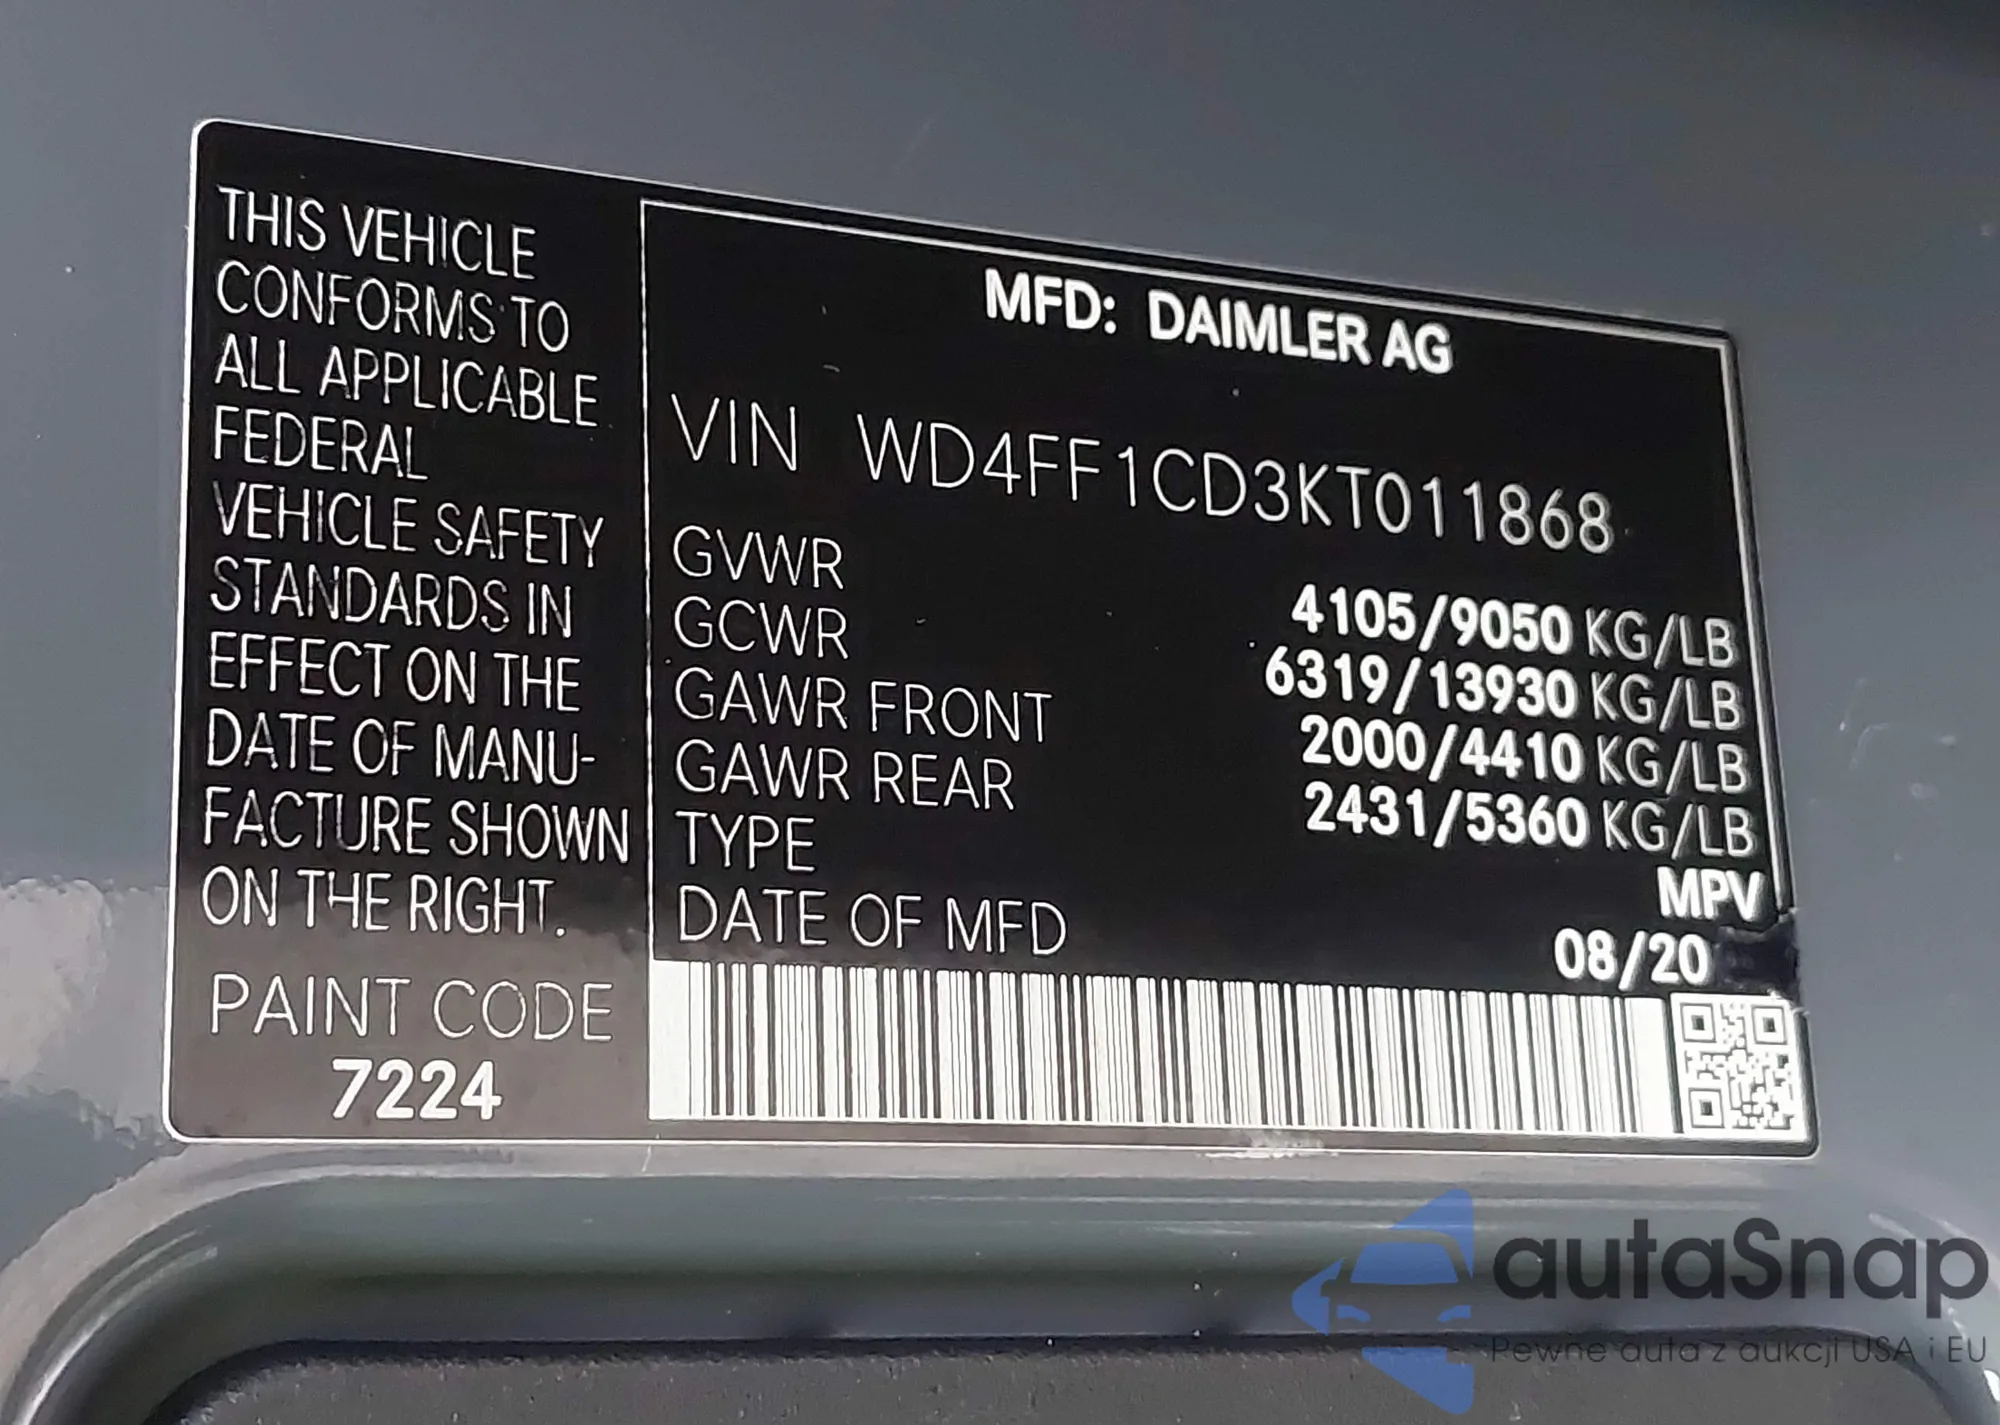 THIS VEHICLE
CONFORMS TO
ALL APPLICABLE
FEDERAL
VEHICLE SAFETY
STANDARDS IN
EFFECT ON THE
DATE OF MANU-
FACTURE SHOWN
ON THE RIGHT.
PAINT CODE
7224
MFD: DAIMLER AG
VIN WD4FF1CD3KT011868
GVWR 4105/9050 KG/LB
GCWR 6319/13930 KG/LB
GAWR FRONT 2000/4410 KG/LB
GAWR REAR 2431/5360 KG/LB
TYPE MPV
DATE OF MFD 08/20
autaSnap
Pewne auta z aukcji USA i EU